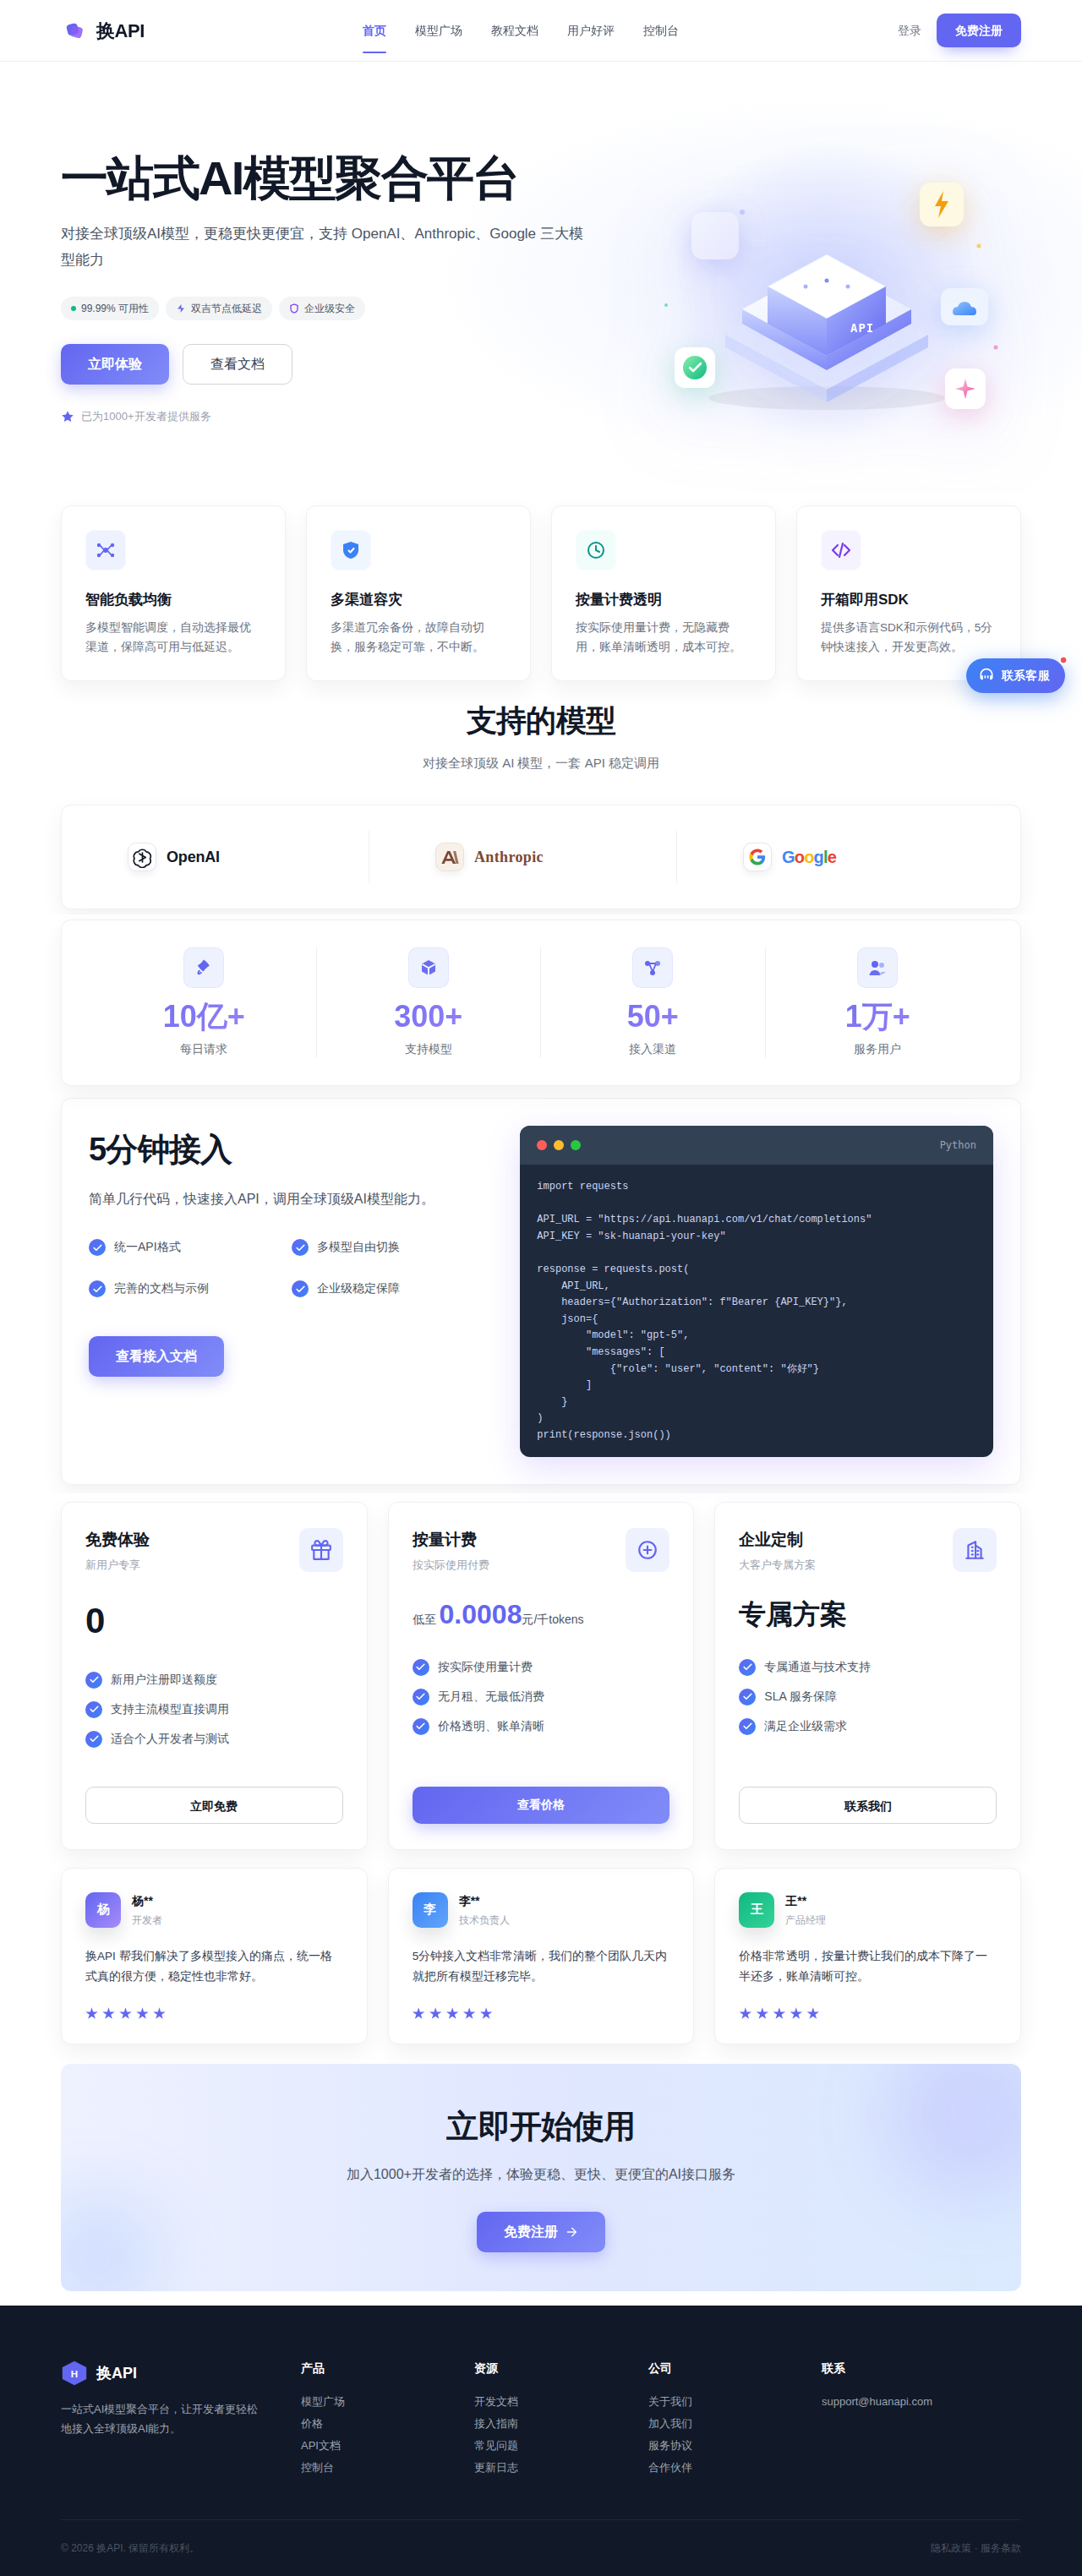 换API
首页 模型广场 教程文档 用户好评 控制台
登录 免费注册
一站式AI模型聚合平台
对接全球顶级AI模型，更稳更快更便宜，支持 OpenAI、Anthropic、Google 三大模
型能力
99.99% 可用性 双吉节点低延迟 企业级安全
立即体验 查看文档
已为1000+开发者提供服务
API
智能负载均衡
多模型智能调度，自动选择最优
渠道，保障高可用与低延迟。
多渠道容灾
多渠道冗余备份，故障自动切
换，服务稳定可靠，不中断。
按量计费透明
按实际使用量计费，无隐藏费
用，账单清晰透明，成本可控。
开箱即用SDK
提供多语言SDK和示例代码，5分
钟快速接入，开发更高效。
联系客服
支持的模型
对接全球顶级 AI 模型，一套 API 稳定调用
OpenAI
Anthropic
Google
10亿+
每日请求
300+
支持模型
50+
接入渠道
1万+
服务用户
5分钟接入
简单几行代码，快速接入API，调用全球顶级AI模型能力。
统一API格式 多模型自由切换
完善的文档与示例 企业级稳定保障
查看接入文档
Python
import requests
API_URL = "https://api.huanapi.com/v1/chat/completions"
API_KEY = "sk-huanapi-your-key"
response = requests.post(
API_URL,
headers={"Authorization": f"Bearer {API_KEY}"},
json={
"model": "gpt-5",
"messages": [
{"role": "user", "content": "你好"}
]
}
)
print(response.json())
免费体验
新用户专享
0
新用户注册即送额度
支持主流模型直接调用
适合个人开发者与测试
立即免费
按量计费
按实际使用付费
低至 0.0008元/千tokens
按实际使用量计费
无月租、无最低消费
价格透明、账单清晰
查看价格
企业定制
大客户专属方案
专属方案
专属通道与技术支持
SLA 服务保障
满足企业级需求
联系我们
杨
杨**
开发者
换API 帮我们解决了多模型接入的痛点，统一格
式真的很方便，稳定性也非常好。
★★★★★
李
李**
技术负责人
5分钟接入文档非常清晰，我们的整个团队几天内
就把所有模型迁移完毕。
★★★★★
王
王**
产品经理
价格非常透明，按量计费让我们的成本下降了一
半还多，账单清晰可控。
★★★★★
立即开始使用
加入1000+开发者的选择，体验更稳、更快、更便宜的AI接口服务
免费注册 →
H 换API
一站式AI模型聚合平台，让开发者更轻松
地接入全球顶级AI能力。
产品
模型广场
价格
API文档
控制台
资源
开发文档
接入指南
常见问题
更新日志
公司
关于我们
加入我们
服务协议
合作伙伴
联系
support@huanapi.com
© 2026 换API. 保留所有权利。
隐私政策 · 服务条款